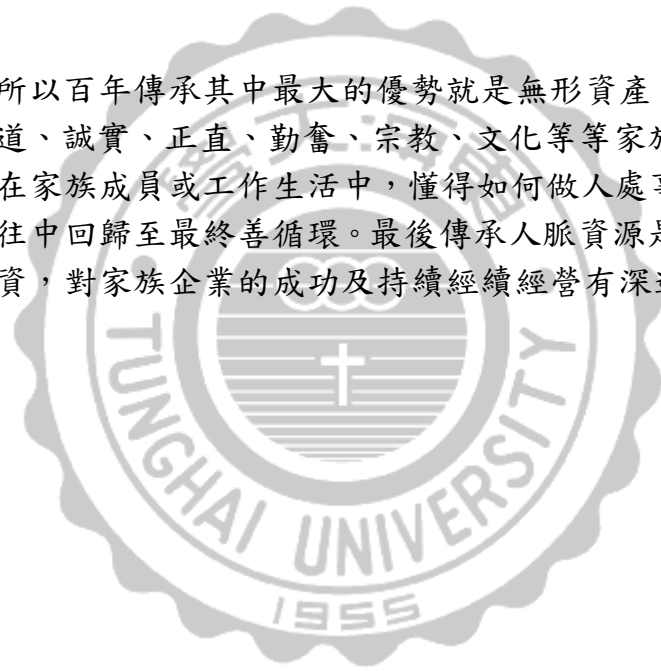 所以百年傳承其中最大的優勢就是無形資產
道、誠實、正直、勤奮、宗教、文化等等家族
在家族成員或工作生活中，懂得如何做人處事
往中回歸至最終善循環。最後傳承人脈資源是
資，對家族企業的成功及持續經續經營有深遠
TUNGHAI UNIVERSITY
1955